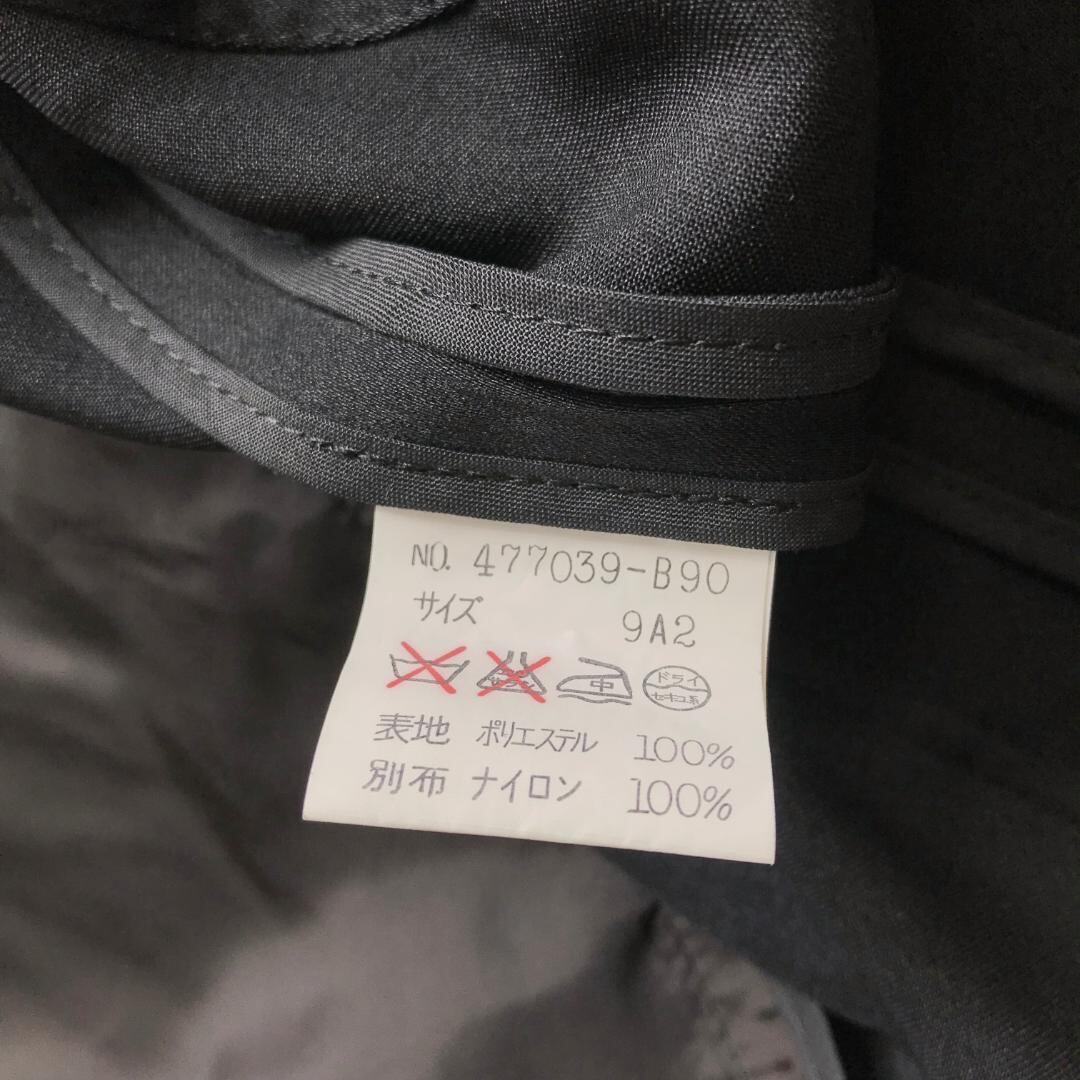 NO. 477039-B90
サイズ 9A2
中 ドライ セキユ系
表地 ポリエステル 100%
別布 ナイロン 100%